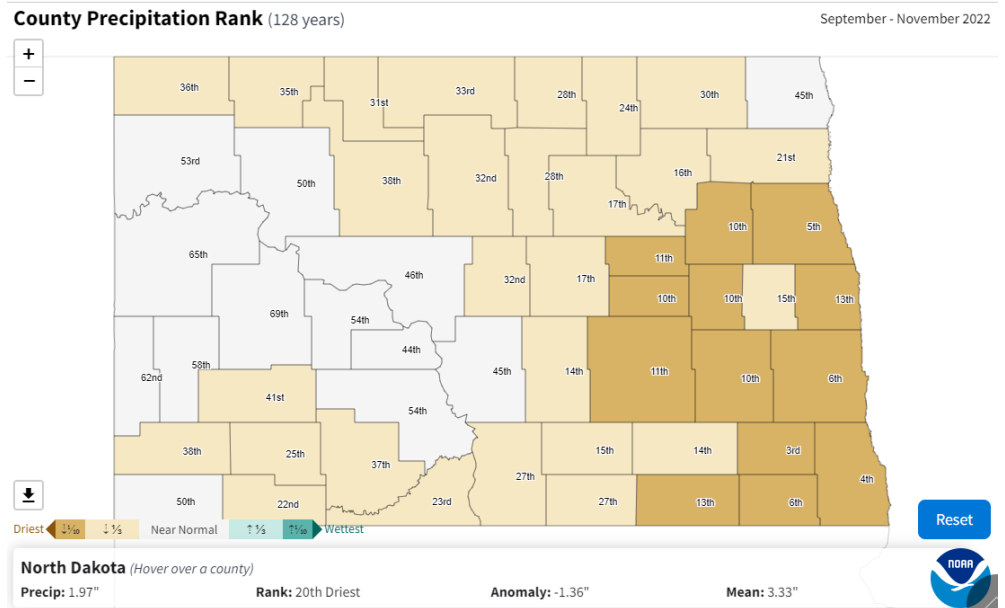 County Precipitation Rank (128 years)
September - November 2022
+
−
36th
35th
31st
33rd
28th
24th
30th
45th
53rd
50th
38th
32nd
28th
17th
16th
21st
65th
69th
46th
32nd
17th
11th
10th
10th
5th
10th
15th
13th
62nd
58th
54th
44th
45th
14th
11th
10th
6th
41st
54th
38th
25th
37th
27th
15th
14th
3rd
4th
50th
22nd
23rd
27th
13th
6th
Driest
↓⅒
↓ ⅓
Near Normal
↑ ⅓
↑⅒
Wettest
Reset
North Dakota (Hover over a county)
Precip: 1.97"
Rank: 20th Driest
Anomaly: -1.36"
Mean: 3.33"
NOAA